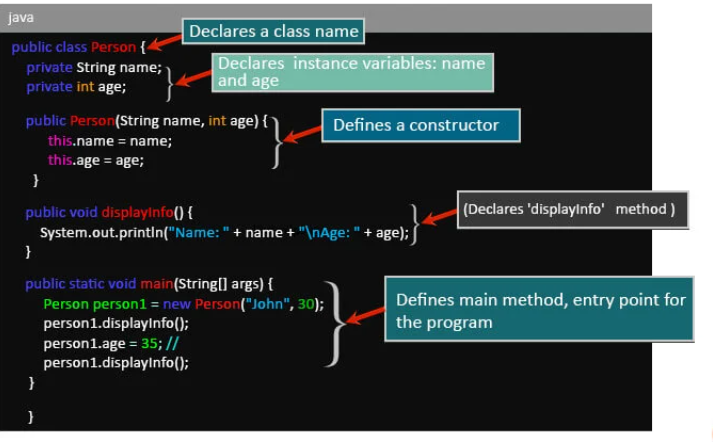 java
Declares a class name
public class Person {
private String name;
private int age;
Declares instance variables: name
and age
public Person(String name, int age) {
this.name = name;
this.age = age;
}
Defines a constructor
public void displayInfo() {
System.out.println("Name: " + name + "\nAge: " + age);
}
(Declares 'displayInfo' method )
public static void main(String[] args) {
Person person1 = new Person("John", 30);
person1.displayInfo();
person1.age = 35; //
person1.displayInfo();
}
}
Defines main method, entry point for
the program